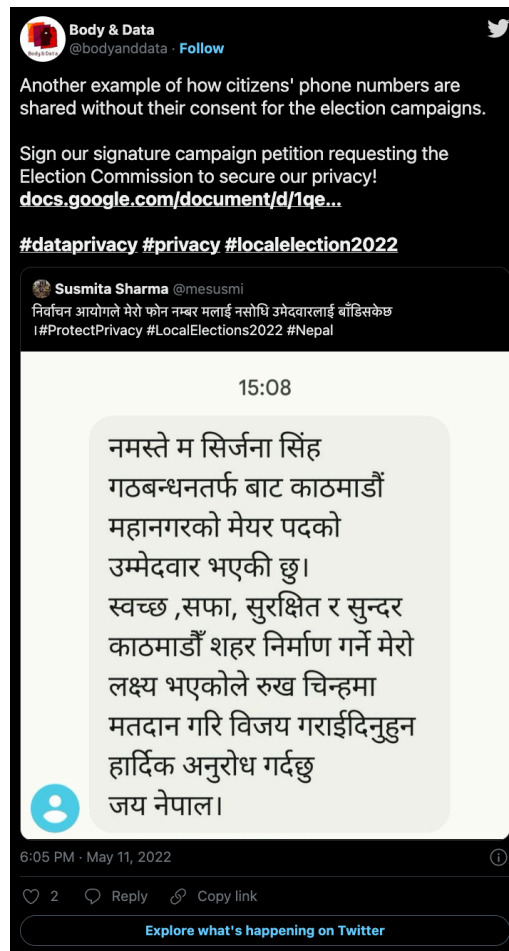 Body & Data
@bodyanddata · Follow
Another example of how citizens' phone numbers are
shared without their consent for the election campaigns.
Sign our signature campaign petition requesting the
Election Commission to secure our privacy!
docs.google.com/document/d/1qe...
#dataprivacy #privacy #localelection2022
Susmita Sharma @mesusmi
निर्वाचन आयोगले मेरो फोन नम्बर मलाई नसोधि उमेदवारलाई बाँडिसकेछ
।#ProtectPrivacy #LocalElections2022 #Nepal
15:08
नमस्ते म सिर्जना सिंह
गठबन्धनतर्फ बाट काठमाडौं
महानगरको मेयर पदको
उम्मेदवार भएकी छु।
स्वच्छ ,सफा, सुरक्षित र सुन्दर
काठमाडौँ शहर निर्माण गर्ने मेरो
लक्ष्य भएकोले रुख चिन्हमा
मतदान गरि विजय गराईदिनुहुन
हार्दिक अनुरोध गर्दछु
जय नेपाल।
6:05 PM · May 11, 2022
2 Reply Copy link
Explore what's happening on Twitter